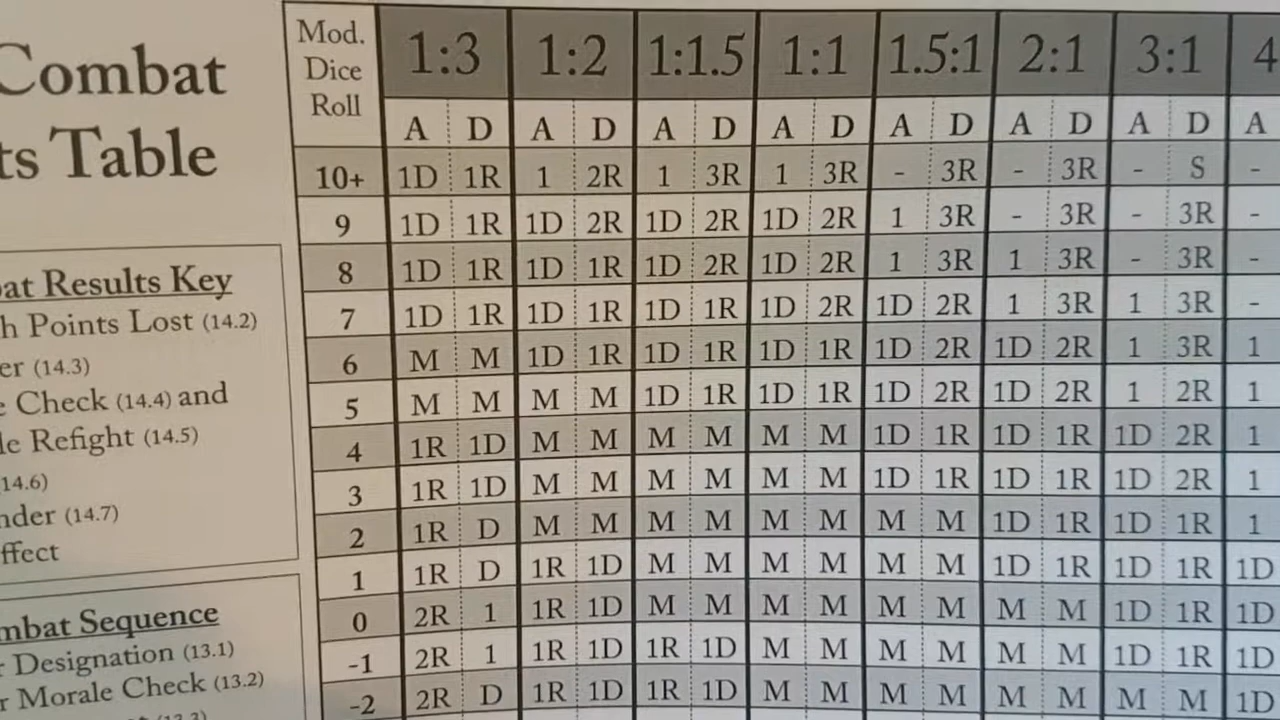 Combat
ts Table
at Results Key
h Points Lost (14.2)
er (14.3)
e Check (14.4) and
le Refight (14.5)
14.6)
nder (14.7)
ffect
mbat Sequence
r Designation (13.1)
r Morale Check (13.2)
Mod. Dice Roll 1:3 1:2 1:1.5 1:1 1.5:1 2:1 3:1 4
A D A D A D A D A D A D A D A
10+ 1D 1R 1 2R 1 3R 1 3R - 3R - 3R - S -
9 1D 1R 1D 2R 1D 2R 1D 2R 1 3R - 3R - 3R -
8 1D 1R 1D 1R 1D 2R 1D 2R 1 3R 1 3R - 3R -
7 1D 1R 1D 1R 1D 1R 1D 2R 1D 2R 1 3R 1 3R -
6 M M 1D 1R 1D 1R 1D 1R 1D 2R 1D 2R 1 3R 1
5 M M M M 1D 1R 1D 1R 1D 2R 1D 2R 1 2R 1
4 1R 1D M M M M M M 1D 1R 1D 1R 1D 2R 1
3 1R 1D M M M M M M 1D 1R 1D 1R 1D 2R 1
2 1R D M M M M M M M M 1D 1R 1D 1R 1
1 1R D 1R 1D M M M M M M 1D 1R 1D 1R 1D
0 2R 1 1R 1D M M M M M M M M 1D 1R 1D
-1 2R 1 1R 1D 1R 1D M M M M M M 1D 1R 1D
-2 2R D 1R 1D 1R 1D M M M M M M M M 1D